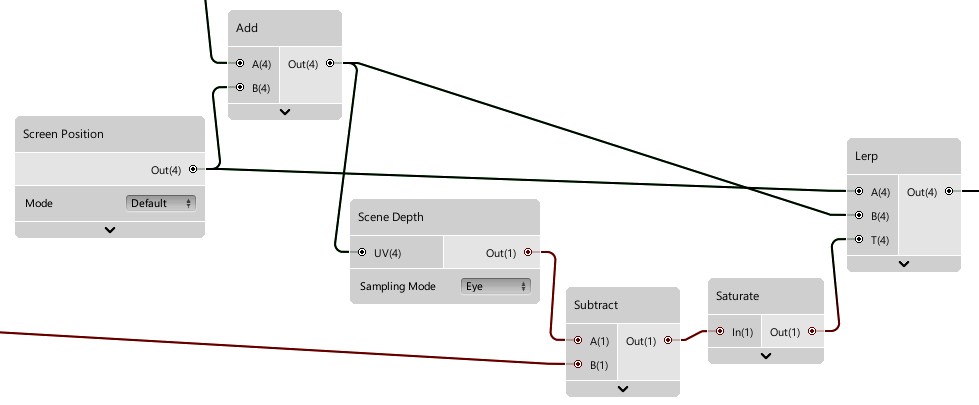 Add
A(4) Out(4)
B(4)
Screen Position
Out(4)
Mode Default
Lerp
A(4) Out(4)
B(4)
T(4)
Scene Depth
UV(4) Out(1)
Sampling Mode Eye
Subtract
A(1) Out(1)
B(1)
Saturate
In(1) Out(1)